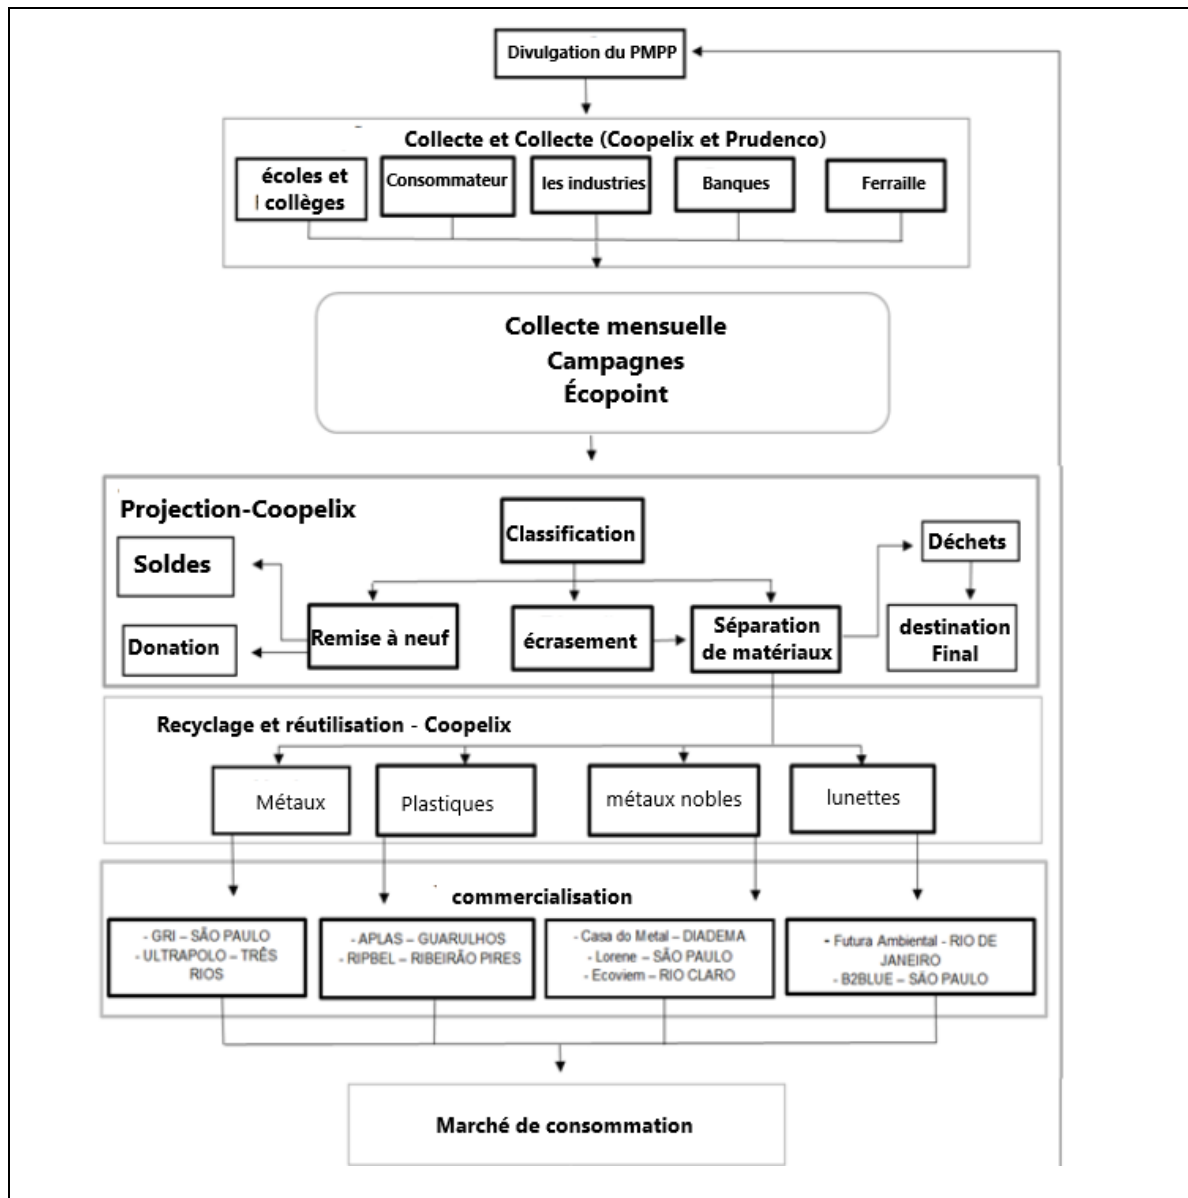 Divulgation du PMPP
Collecte et Collecte (Coopelix et Prudenco)
écoles et
collèges
Consommateur
les industries
Banques
Ferraille
Collecte mensuelle
Campagnes
Écopoint
Projection-Coopelix
Classification
Déchets
Soldes
Remise à neuf
écrasement
Séparation
de matériaux
destination
Final
Donation
Recyclage et réutilisation - Coopelix
Métaux
Plastiques
métaux nobles
lunettes
commercialisation
- GRI – SÃO PAULO
- ULTRAPOLO – TRÊS
RIOS
- APLAS – GUARULHOS
- RIPBEL – RIBEIRÃO PIRES
- Casa do Metal – DIADEMA
- Lorene – SÃO PAULO
- Ecoviem – RIO CLARO
- Futura Ambiental - RIO DE
JANEIRO
- B2BLUE – SÃO PAULO
Marché de consommation